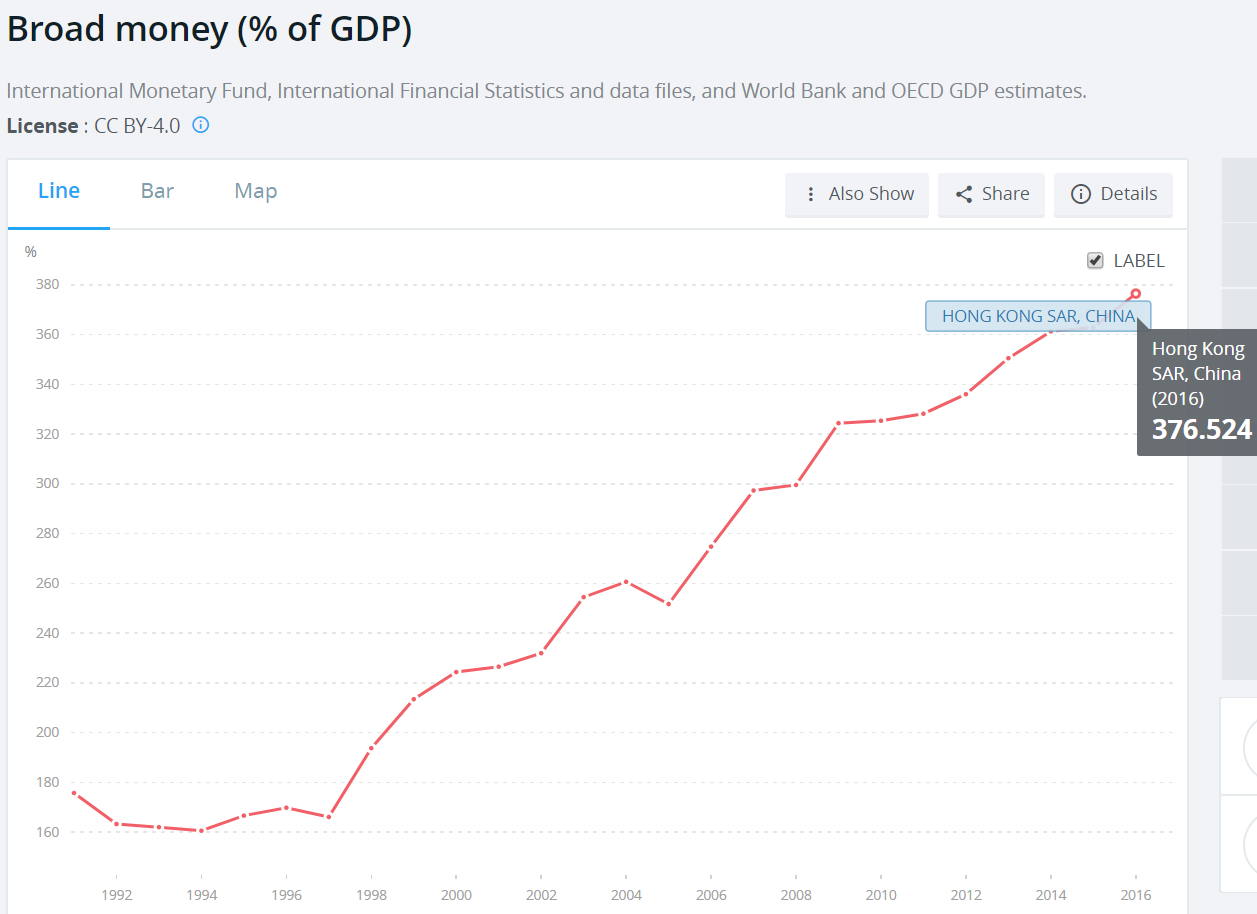 Broad money (% of GDP)
International Monetary Fund, International Financial Statistics and data files, and World Bank and OECD GDP estimates.
License : CC BY-4.0
Line Bar Map Also Show Share Details
%
LABEL
380
HONG KONG SAR, CHINA
360
Hong Kong
SAR, China
(2016)
376.524
340
320
300
280
260
240
220
200
180
160
1992 1994 1996 1998 2000 2002 2004 2006 2008 2010 2012 2014 2016